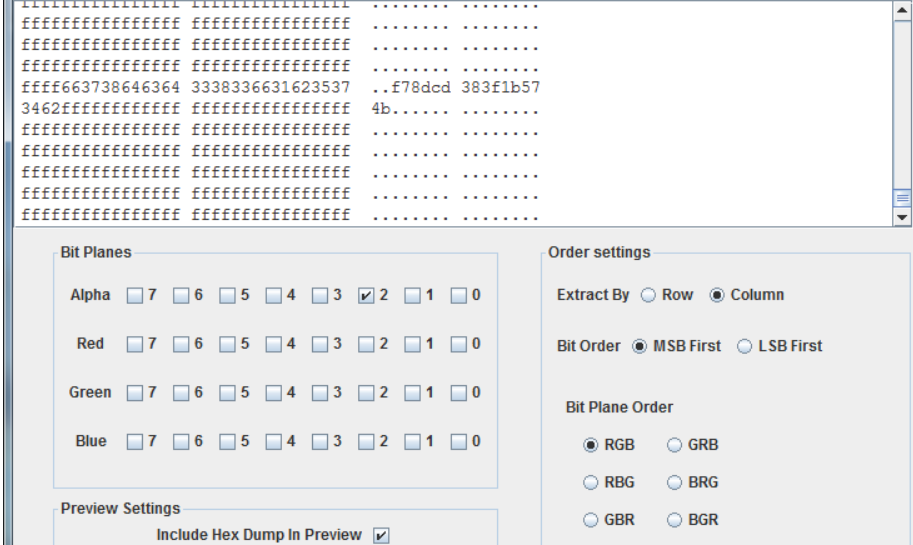 ffffffffffffffff ffffffffffffffff ........ ........
ffffffffffffffff ffffffffffffffff ........ ........
ffffffffffffffff ffffffffffffffff ........ ........
ffffffffffffffff ffffffffffffffff ........ ........
ffff663738646364 3338336631623537 ..f78dcd 383f1b57
3462ffffffffffff ffffffffffffffff 4b...... ........
ffffffffffffffff ffffffffffffffff ........ ........
ffffffffffffffff ffffffffffffffff ........ ........
ffffffffffffffff ffffffffffffffff ........ ........
ffffffffffffffff ffffffffffffffff ........ ........
ffffffffffffffff ffffffffffffffff ........ ........
Bit Planes
Alpha 7 6 5 4 3 2 1 0
Red 7 6 5 4 3 2 1 0
Green 7 6 5 4 3 2 1 0
Blue 7 6 5 4 3 2 1 0
Preview Settings
Include Hex Dump In Preview
Order settings
Extract By Row Column
Bit Order MSB First LSB First
Bit Plane Order
RGB GRB
RBG BRG
GBR BGR